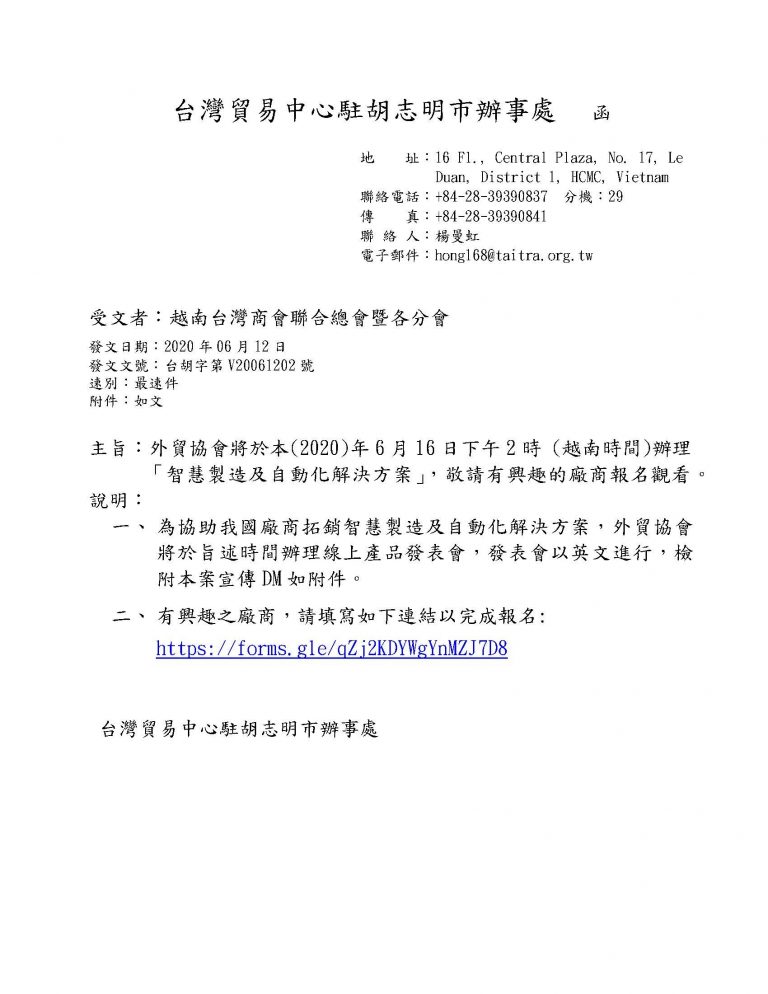 台灣貿易中心駐胡志明市辦事處 函
地 址：16 Fl., Central Plaza, No. 17, Le
Duan, District 1, HCMC, Vietnam
聯絡電話：+84-28-39390837 分機：29
傳 真：+84-28-39390841
聯 絡 人：楊曼虹
電子郵件：hong168@taitra.org.tw
受文者：越南台灣商會聯合總會暨各分會
發文日期：2020 年 06 月 12 日
發文文號：台胡字第 V20061202 號
速別：最速件
附件：如文
主旨：外貿協會將於本(2020)年 6 月 16 日下午 2 時 (越南時間)辦理
「智慧製造及自動化解決方案」，敬請有興趣的廠商報名觀看。
說明：
一、 為協助我國廠商拓銷智慧製造及自動化解決方案，外貿協會
將於旨述時間辦理線上產品發表會，發表會以英文進行，檢
附本案宣傳 DM 如附件。
二、 有興趣之廠商，請填寫如下連結以完成報名:
https://forms.gle/qZj2KDYWgYnMZJ7D8
台灣貿易中心駐胡志明市辦事處